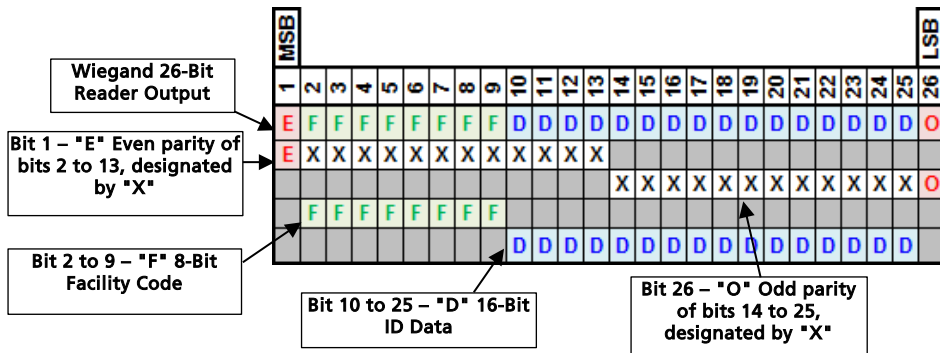 MSB LSB
1 2 3 4 5 6 7 8 9 10 11 12 13 14 15 16 17 18 19 20 21 22 23 24 25 26
Wiegand 26-Bit
Reader Output
E F F F F F F F F D D D D D D D D D D D D D D D D O
Bit 1 – "E" Even parity of
bits 2 to 13, designated
by "X"
E X X X X X X X X X X X X
X X X X X X X X X X X X O
F F F F F F F F
D D D D D D D D D D D D D D D D
Bit 2 to 9 – "F" 8-Bit
Facility Code
Bit 10 to 25 – "D" 16-Bit
ID Data
Bit 26 – "O" Odd parity
of bits 14 to 25,
designated by "X"